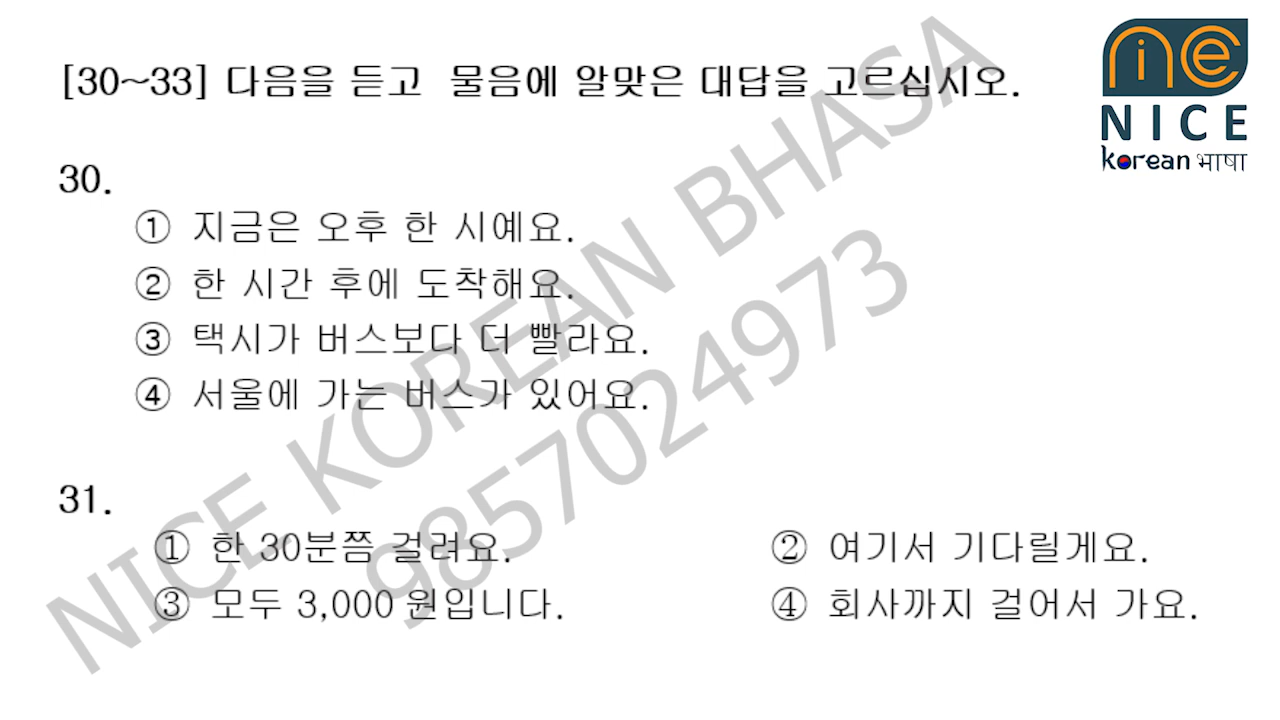 [30~33] 다음을 듣고 물음에 알맞은 대답을 고르십시오.
NICE
korean भाषा
30.
① 지금은 오후 한 시예요.
② 한 시간 후에 도착해요.
③ 택시가 버스보다 더 빨라요.
④ 서울에 가는 버스가 있어요.
31.
① 한 30분쯤 걸려요. ② 여기서 기다릴게요.
③ 모두 3,000 원입니다. ④ 회사까지 걸어서 가요.
NICE KOREAN BHASA
9857024973